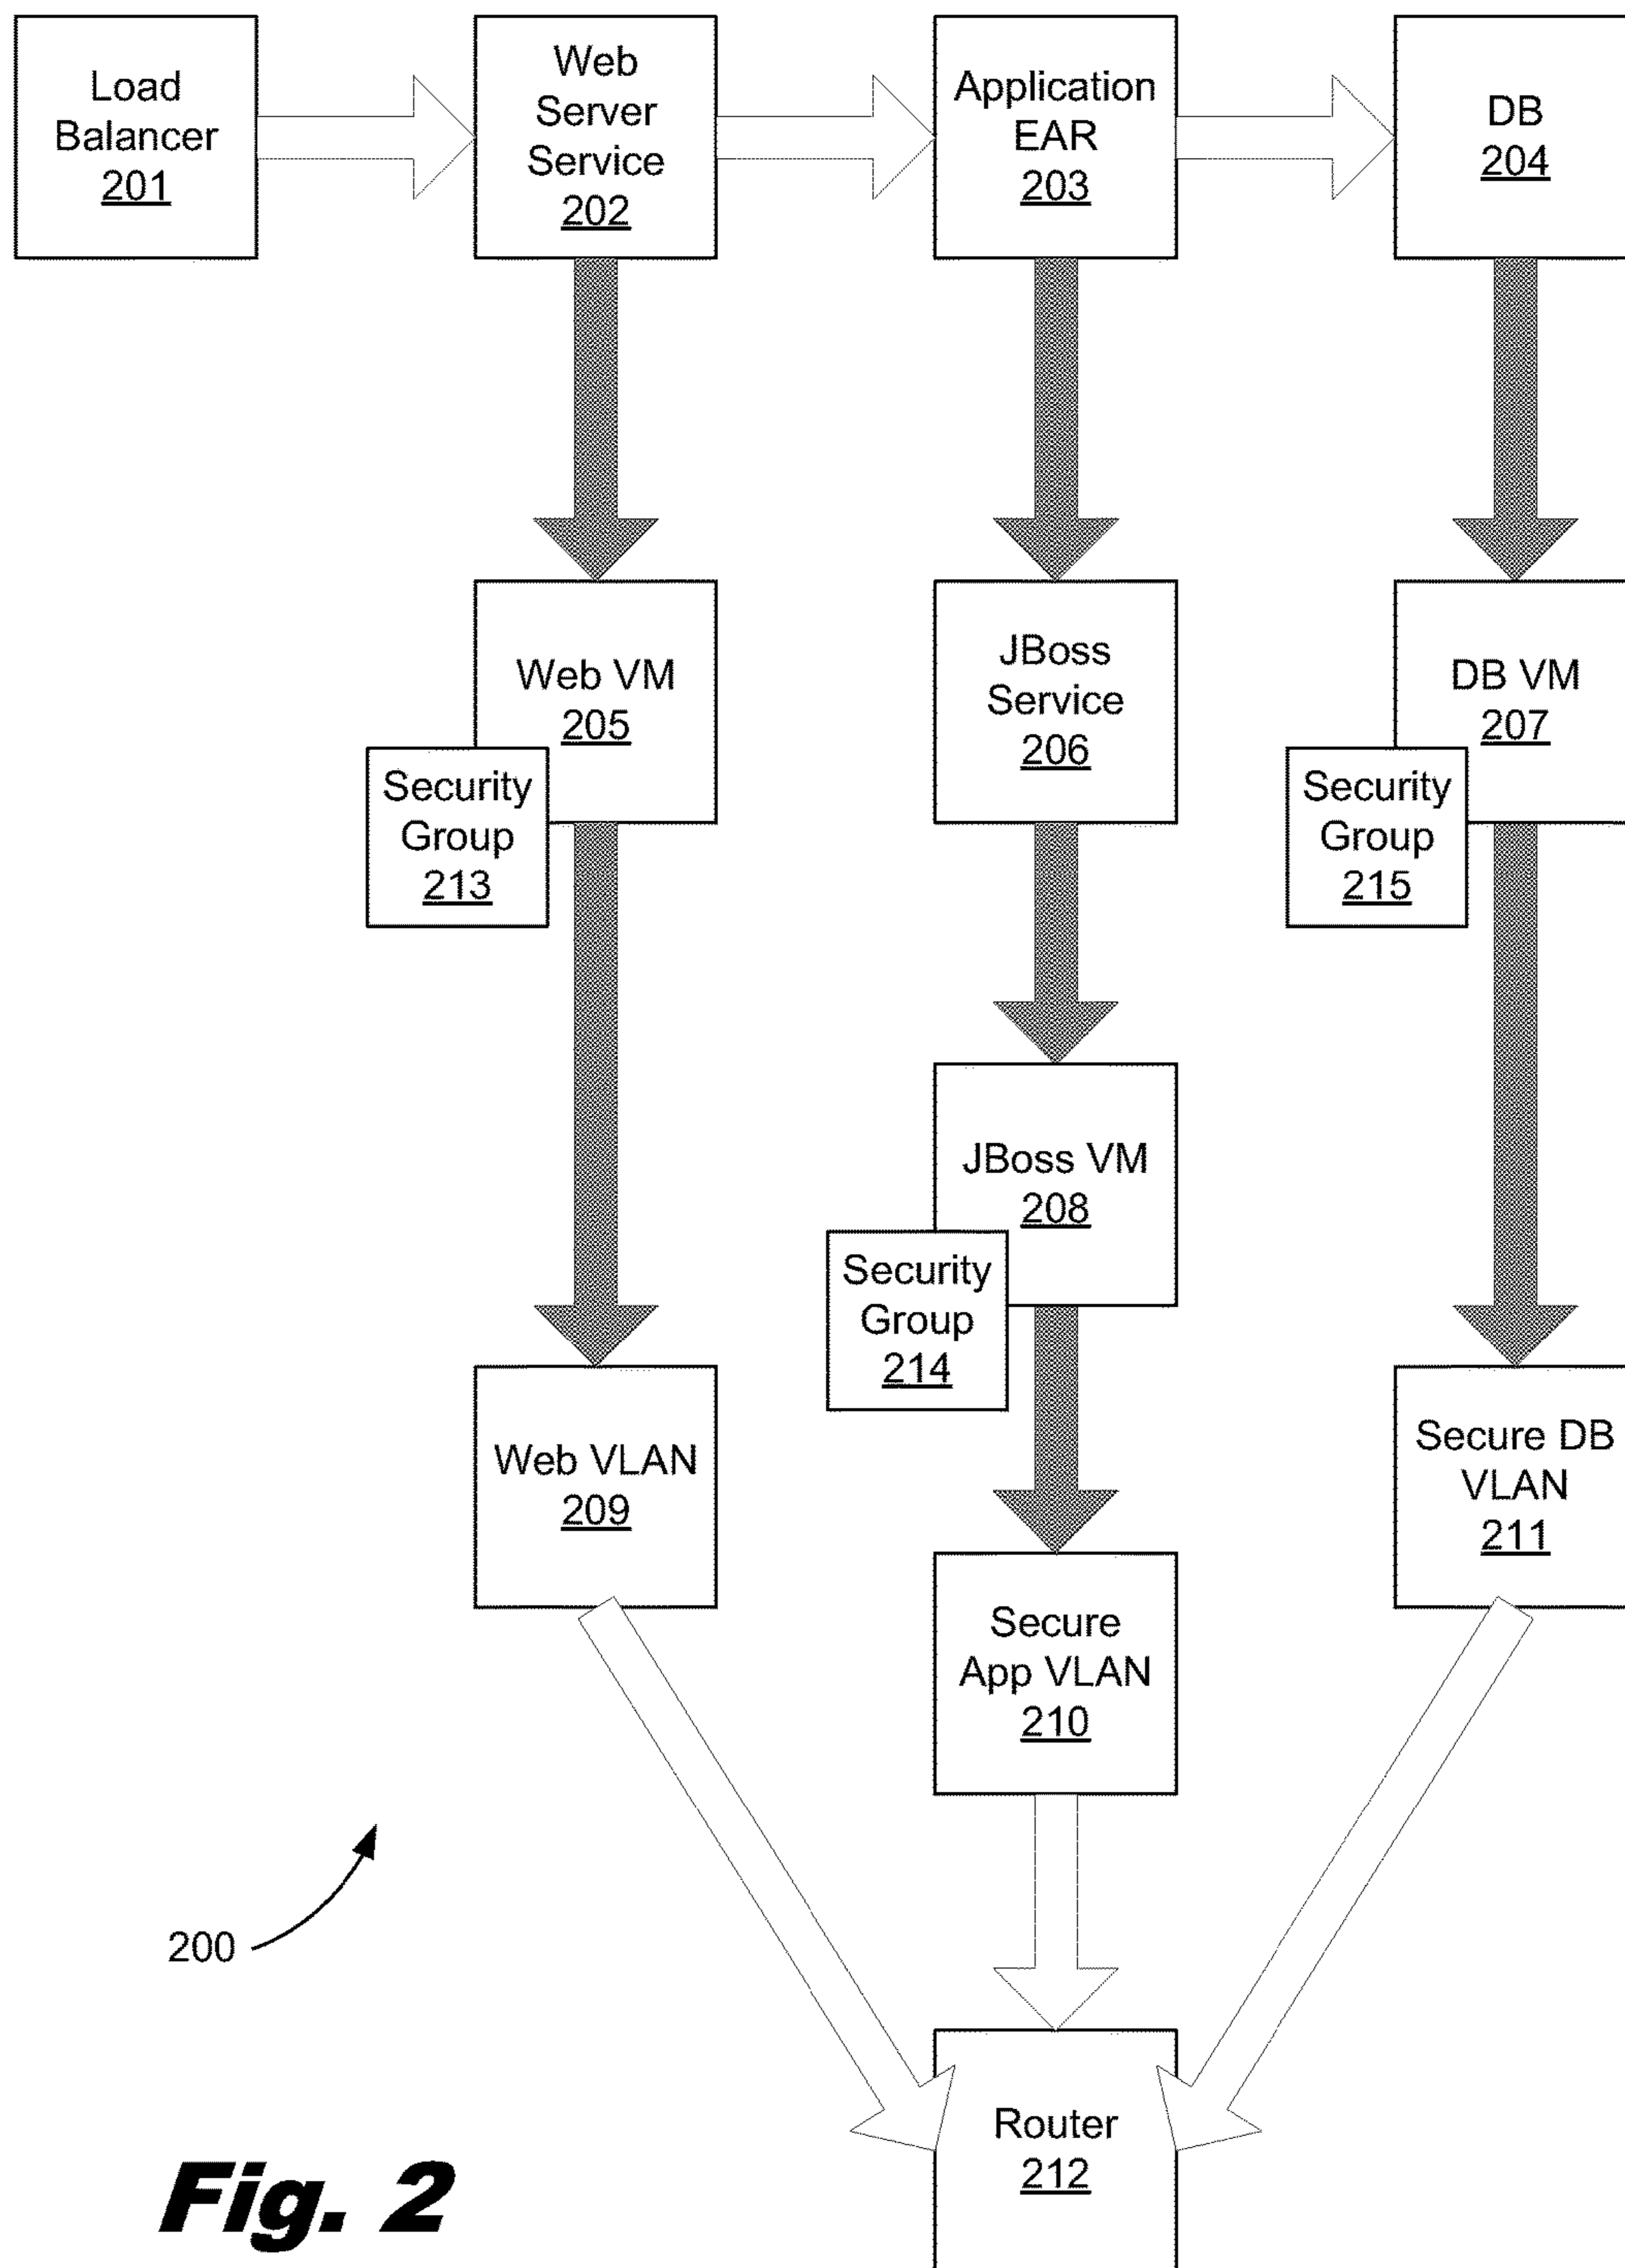 Load
Balancer
201
Web
Server
Service
202
Application
EAR
203
DB
204
Web VM
205
Security
Group
213
JBoss
Service
206
DB VM
207
Security
Group
215
JBoss VM
208
Security
Group
214
Web VLAN
209
Secure
App VLAN
210
Secure DB
VLAN
211
200
Router
212
Fig. 2